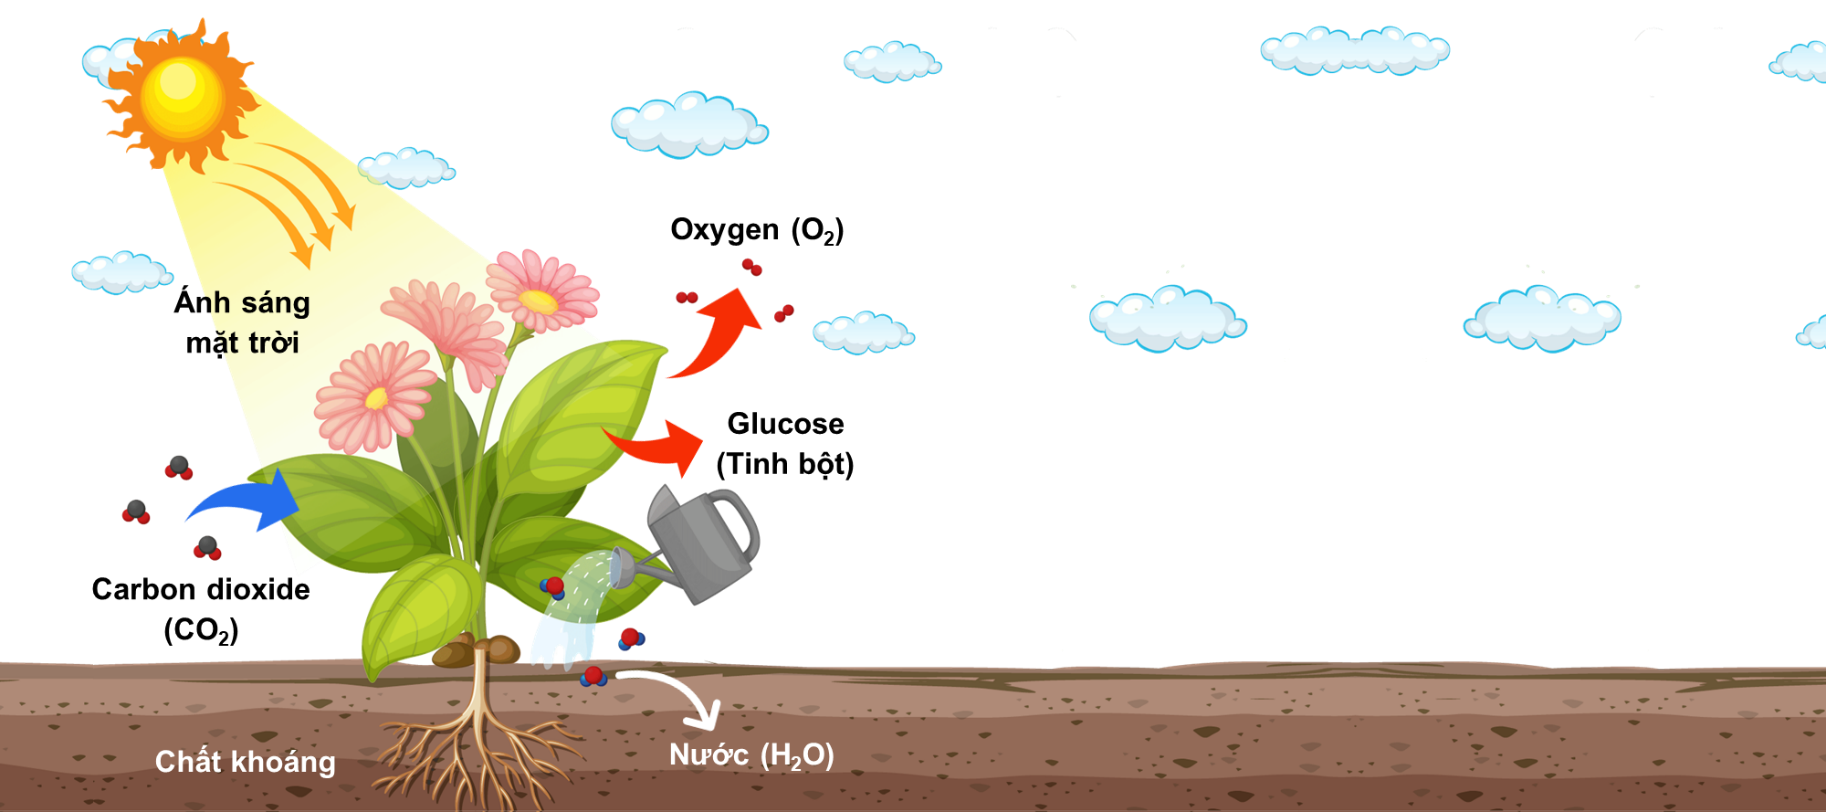 Oxygen (O₂)
Ánh sáng
mặt trời
Glucose
(Tinh bột)
Carbon dioxide
(CO₂)
Nước (H₂O)
Chất khoáng